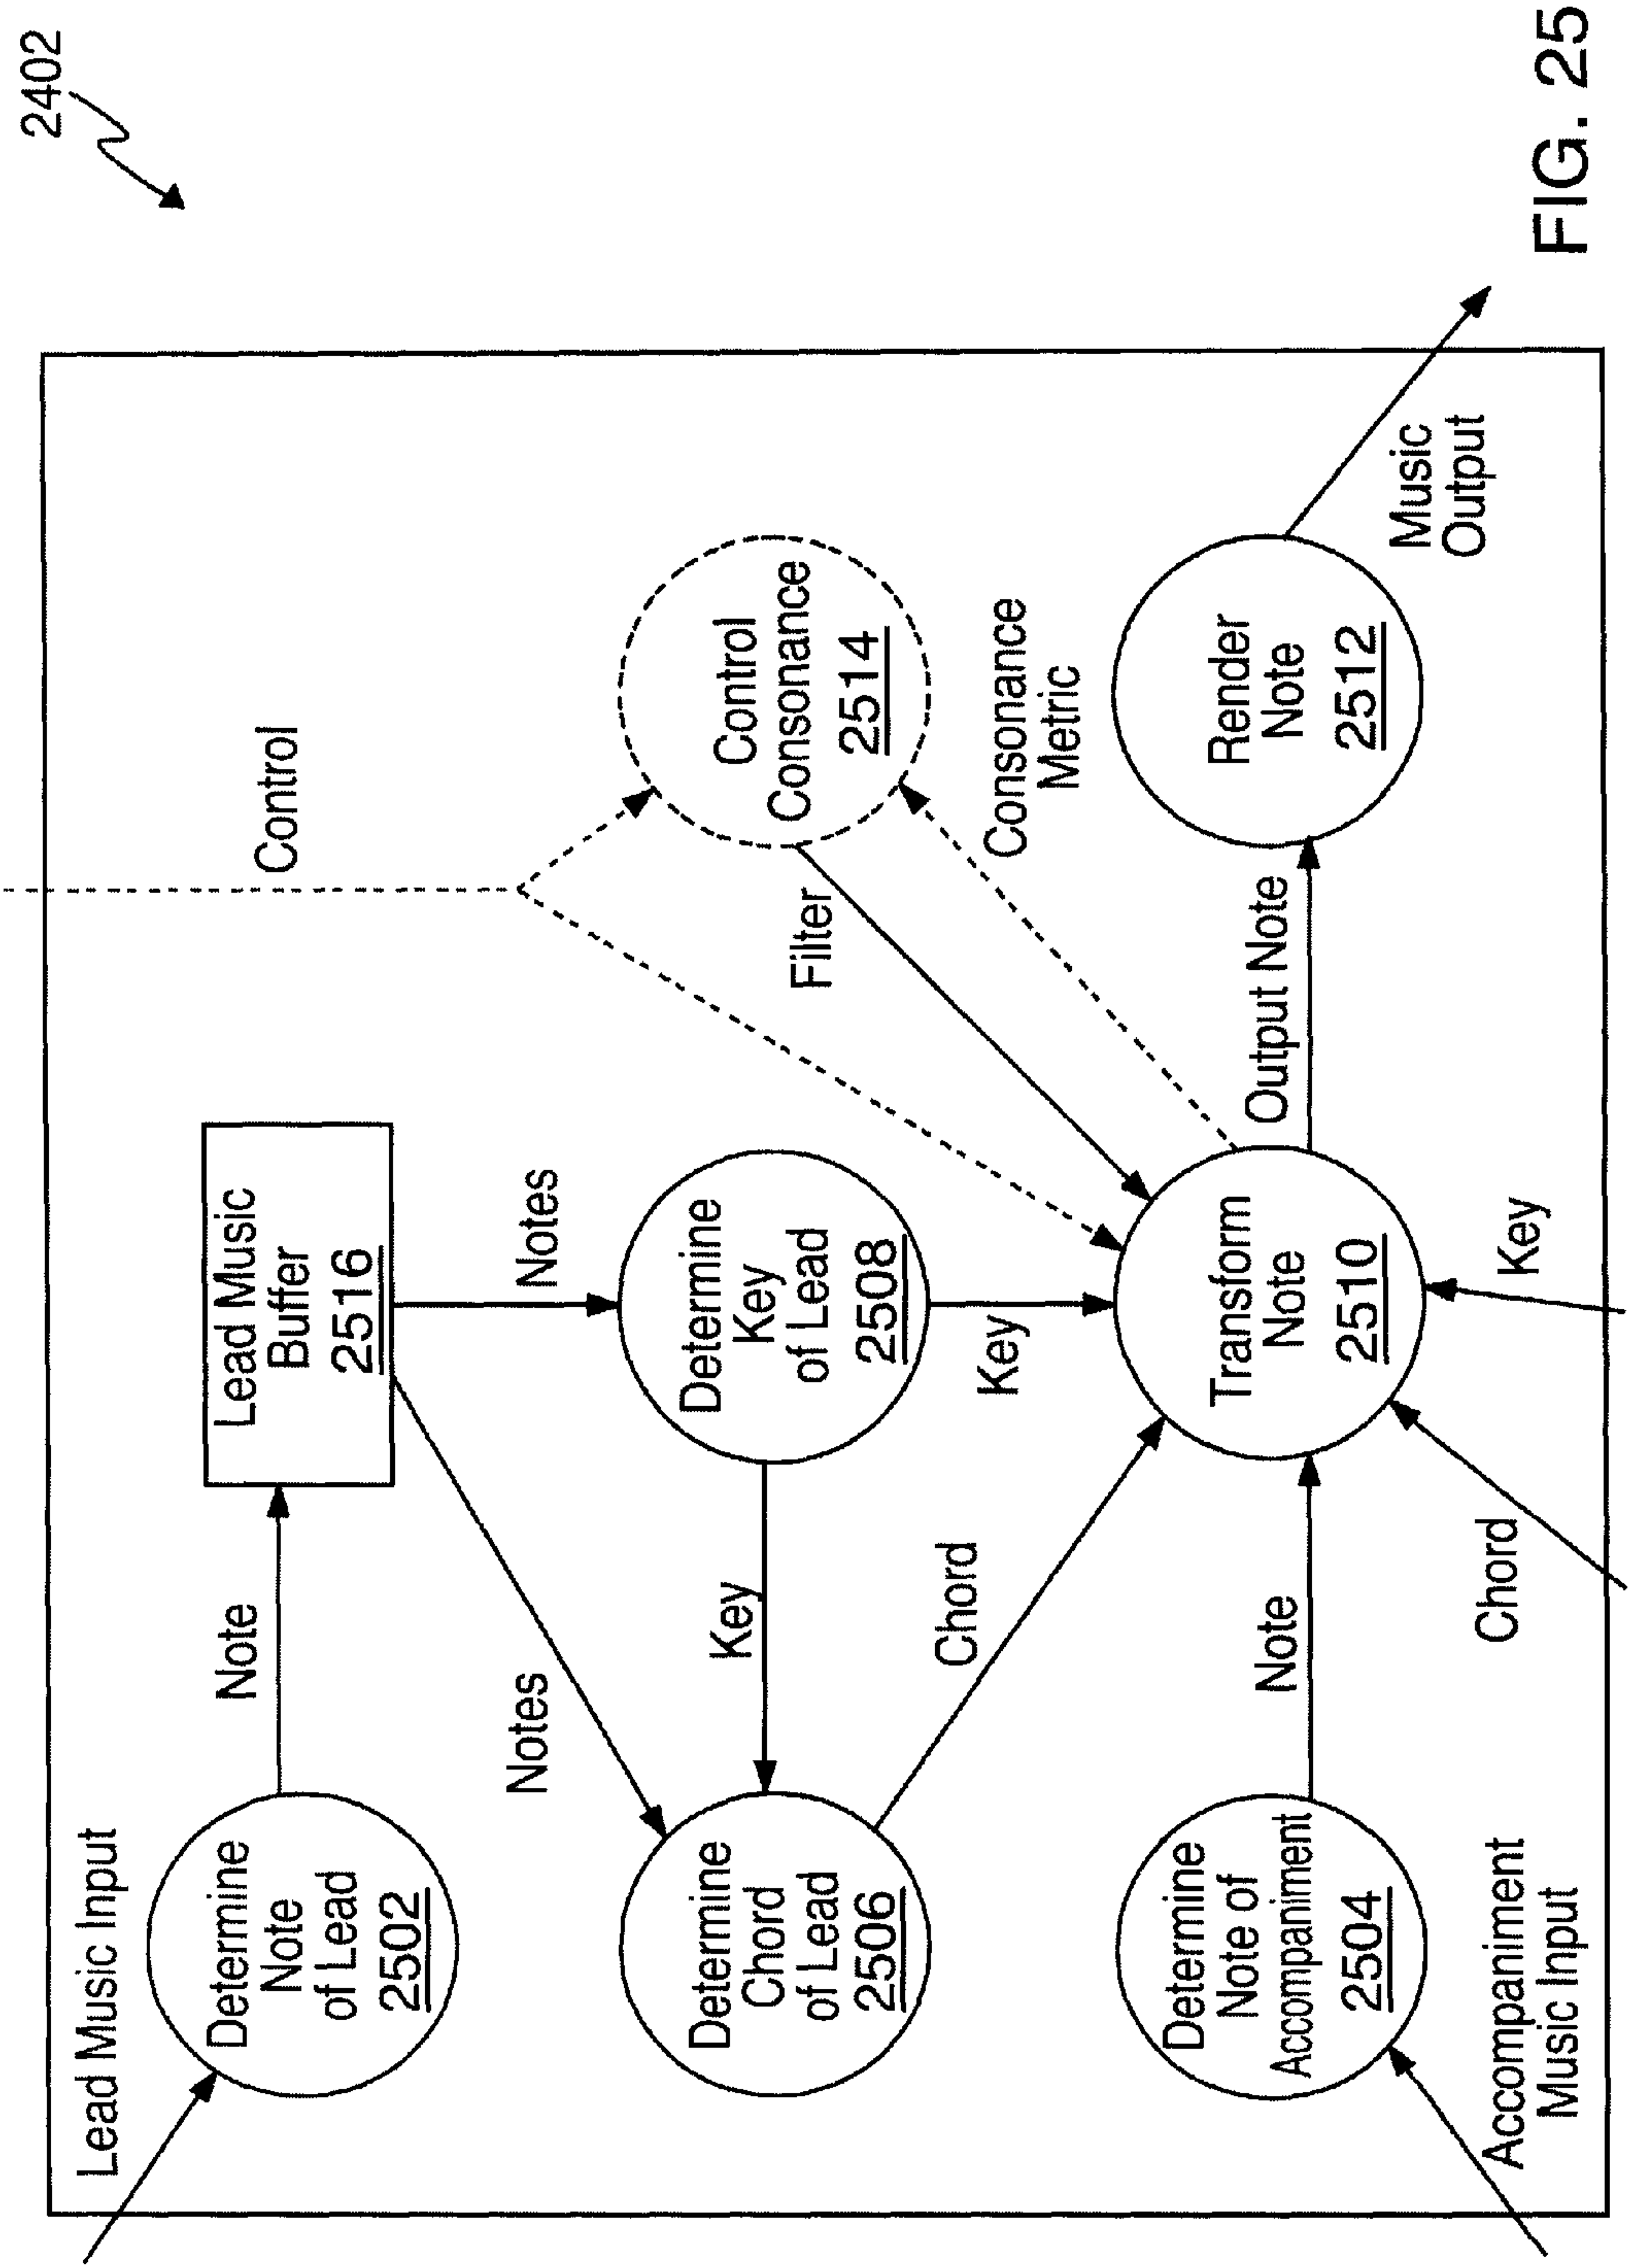 2402
Control
Lead Music Input
Determine
Note
of Lead
2502
Note
Lead Music
Buffer
2516
Notes
Notes
Determine
Chord
of Lead
2506
Key
Determine
Key
of Lead
2508
Control
Consonance
2514
Filter
Chord
Key
Consonance
Metric
Determine
Note of
Accompaniment
2504
Note
Transform
Note
2510
Output Note
Render
Note
2512
Accompaniment
Music Input
Chord
Key
Music
Output
FIG. 25